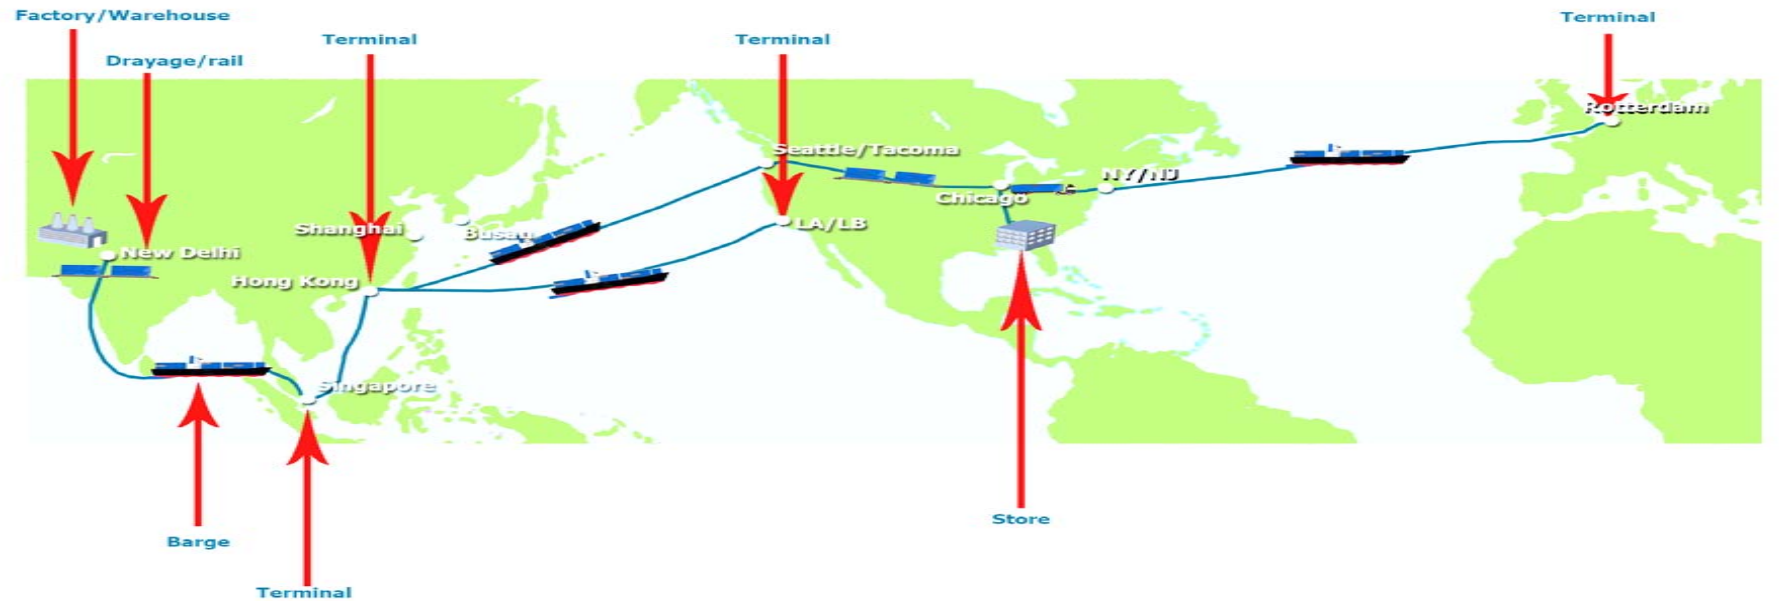 Factory/Warehouse
Terminal
Drayage/rail
Terminal
Terminal
Rotterdam
Seattle/Tacoma
NY/NJ
Chicago
Shanghai
Busan
LA/LB
New Delhi
Hong Kong
Singapore
Store
Barge
Terminal